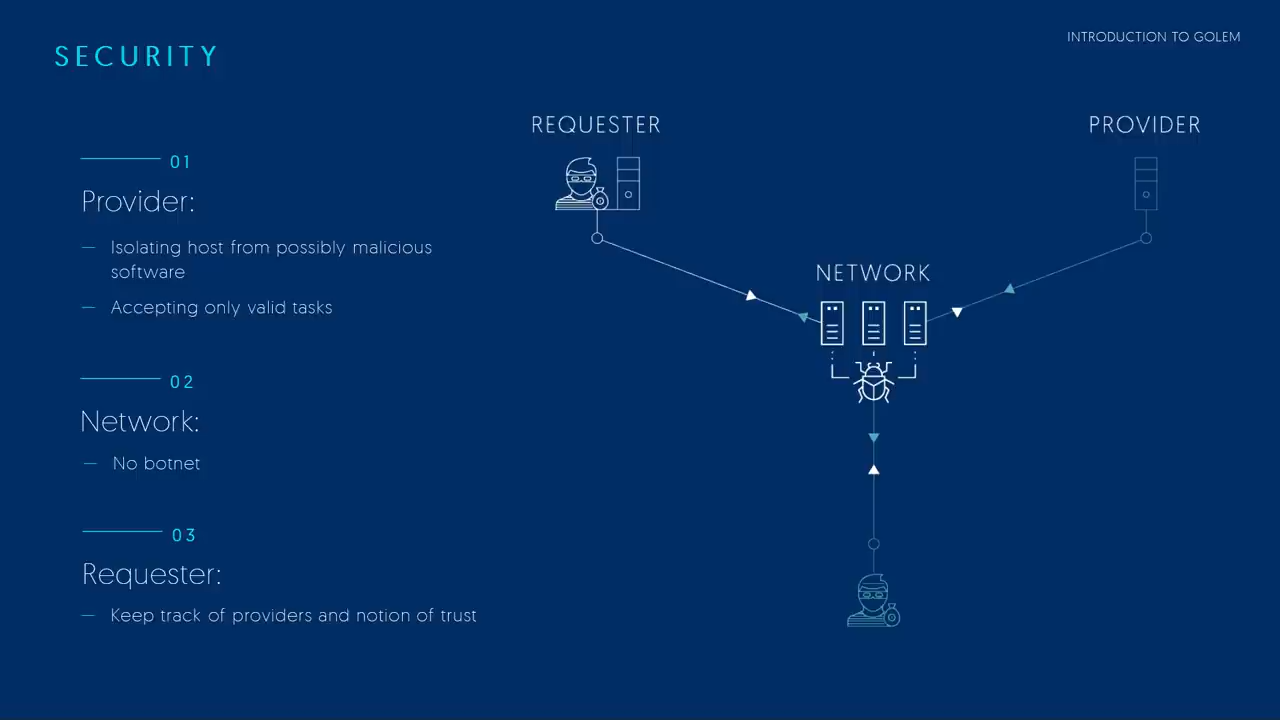 SECURITY
INTRODUCTION TO GOLEM
01
Provider:
— Isolating host from possibly malicious
software
— Accepting only valid tasks
02
Network:
— No botnet
03
Requester:
— Keep track of providers and notion of trust
REQUESTER
PROVIDER
NETWORK